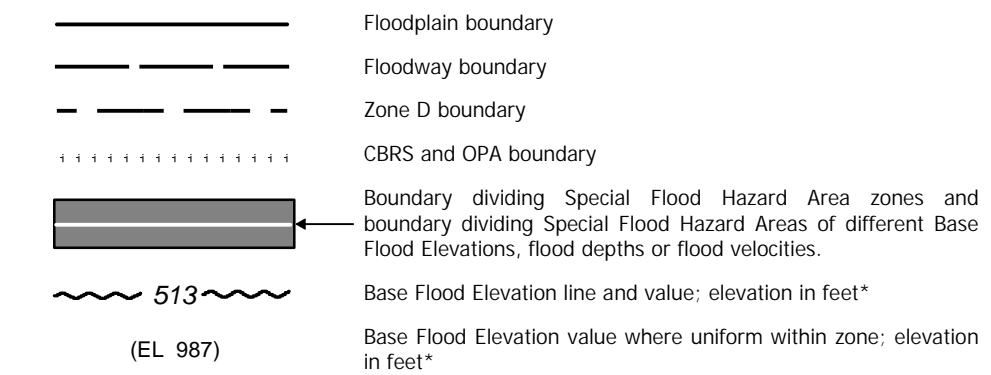 Floodplain boundary
Floodway boundary
Zone D boundary
CBRS and OPA boundary
Boundary dividing Special Flood Hazard Area zones and
boundary dividing Special Flood Hazard Areas of different Base
Flood Elevations, flood depths or flood velocities.
513 Base Flood Elevation line and value; elevation in feet*
(EL 987) Base Flood Elevation value where uniform within zone; elevation
in feet*